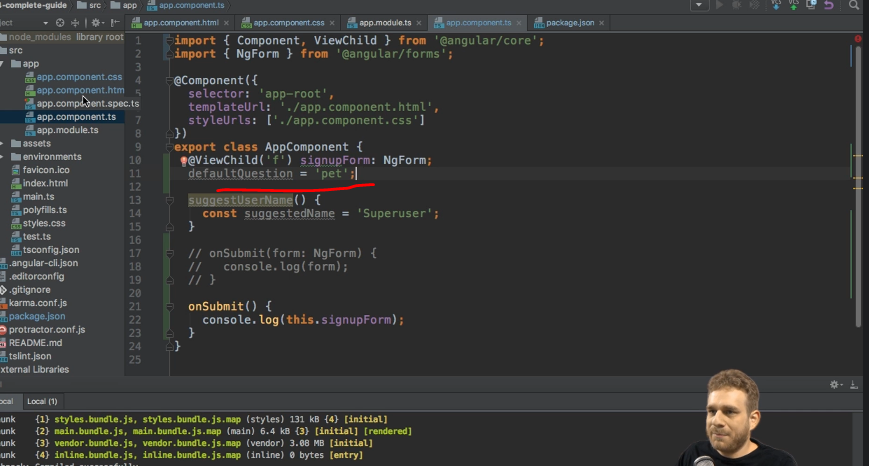 -complete-guide src app app.component.ts
app.component.html app.component.css app.module.ts app.component.ts package.json
node_modules library root
src
app
app.component.css
app.component.htm
app.component.spec.ts
app.component.ts
app.module.ts
assets
environments
favicon.ico
index.html
main.ts
polyfills.ts
styles.css
test.ts
tsconfig.json
.angular-cli.json
.editorconfig
.gitignore
karma.conf.js
package.json
protractor.conf.js
README.md
tslint.json
xternal Libraries
1 import { Component, ViewChild } from '@angular/core';
2 import { NgForm } from '@angular/forms';
3
4 @Component({
5 selector: 'app-root',
6 templateUrl: './app.component.html',
7 styleUrls: ['./app.component.css']
8 })
9 export class AppComponent {
10 @ViewChild('f') signupForm: NgForm;
11 defaultQuestion = 'pet';
12
13 suggestUserName() {
14 const suggestedName = 'Superuser';
15 }
16
17 // onSubmit(form: NgForm) {
18 // console.log(form);
19 // }
20
21 onSubmit() {
22 console.log(this.signupForm);
23 }
24 }
25
ocal Local (1)
unk {1} styles.bundle.js, styles.bundle.js.map (styles) 131 kB {4} [initial]
unk {2} main.bundle.js, main.bundle.js.map (main) 6.4 kB {3} [initial] [rendered]
unk {3} vendor.bundle.js, vendor.bundle.js.map (vendor) 3.08 MB [initial]
unk {4} inline.bundle.js, inline.bundle.js.map (inline) 0 bytes [entry]